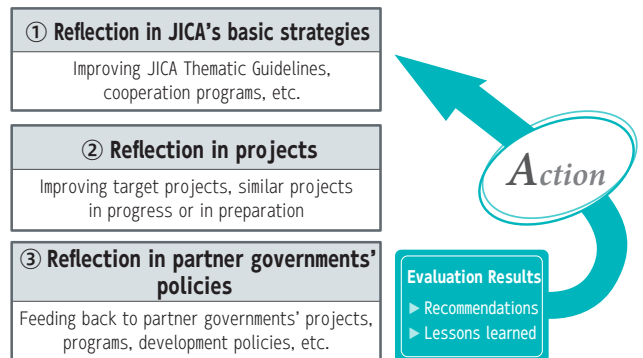 ① Reflection in JICA's basic strategies
Improving JICA Thematic Guidelines,
cooperation programs, etc.
② Reflection in projects
Improving target projects, similar projects
in progress or in preparation
③ Reflection in partner governments'
policies
Feeding back to partner governments' projects,
programs, development policies, etc.
Action
Evaluation Results
▶ Recommendations
▶ Lessons learned